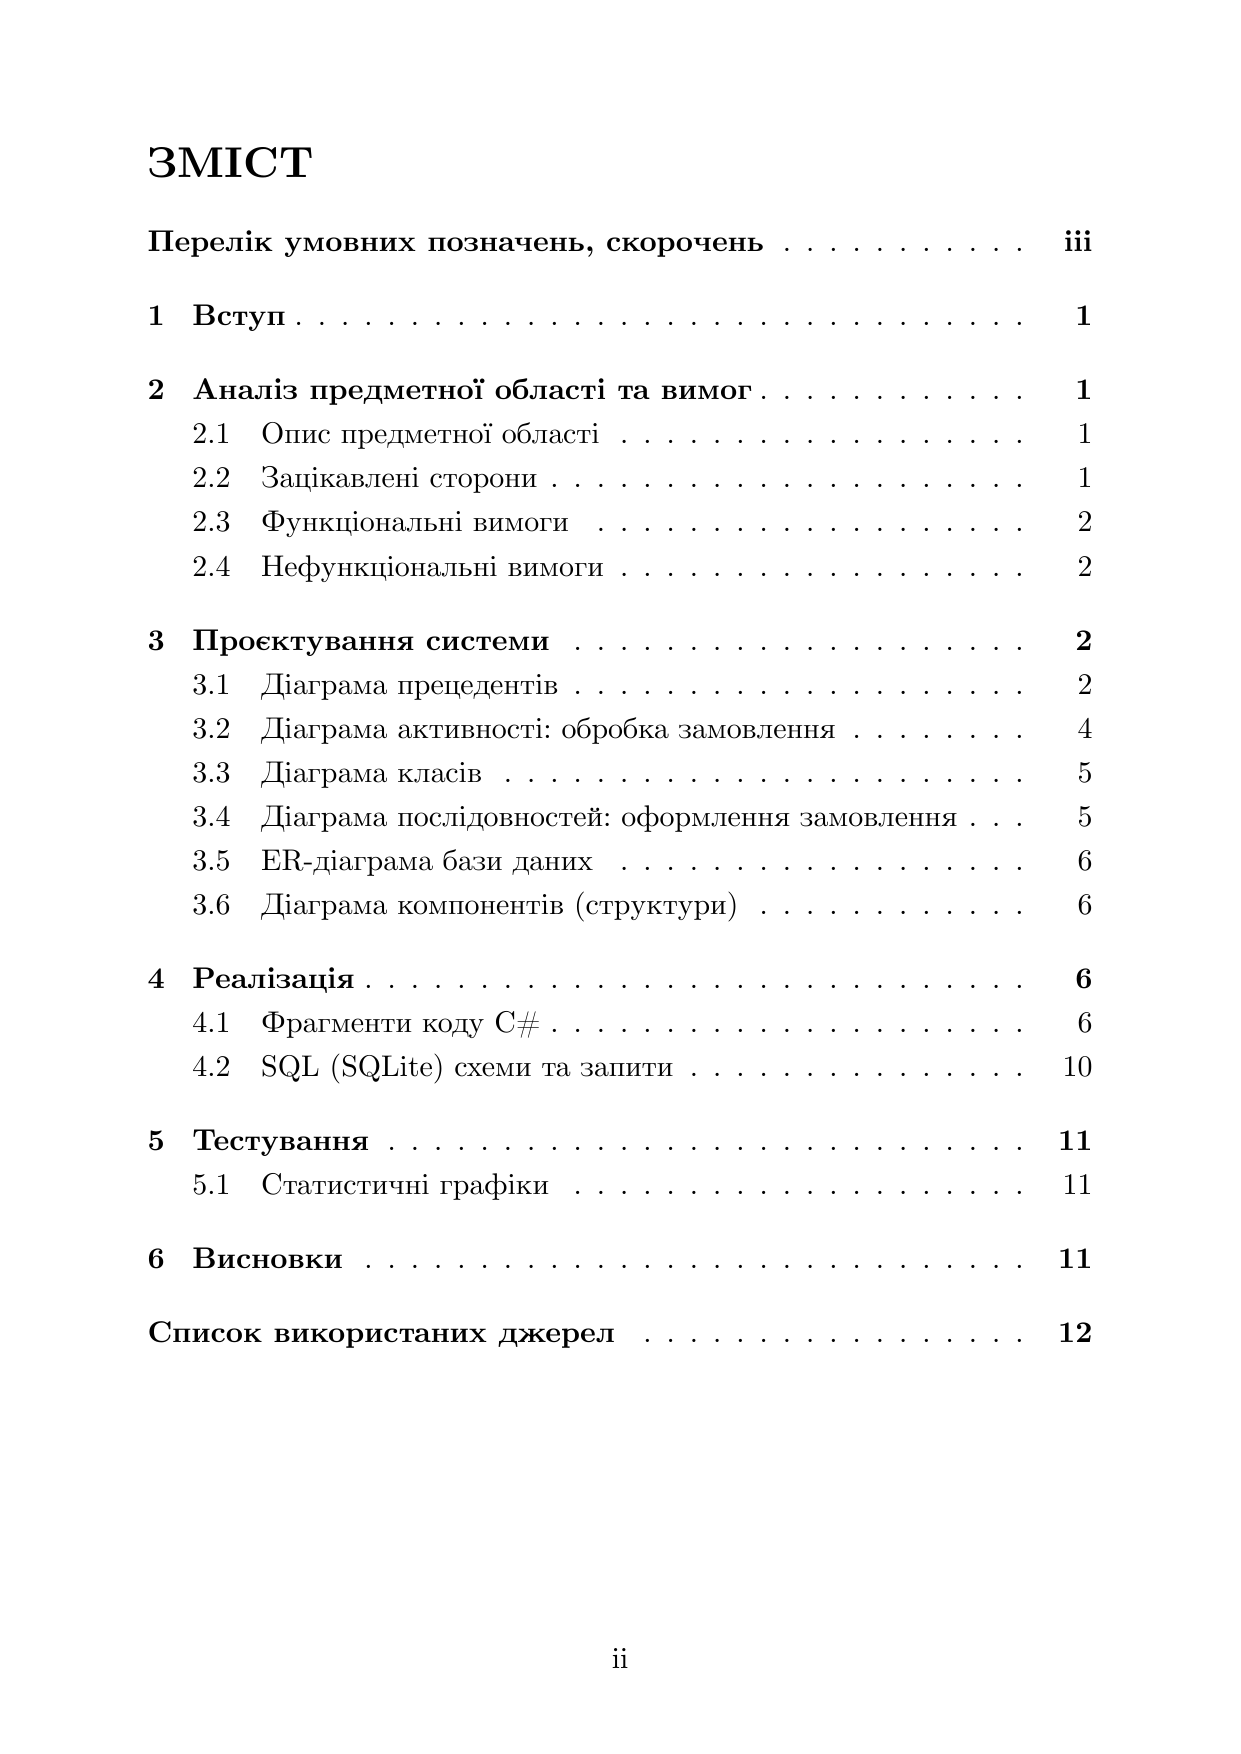 ЗМІСТ
Перелік умовних позначень, скорочень . . . . . . . . . . . iii
1 Вступ . . . . . . . . . . . . . . . . . . . . . . . . . . . . . . . . 1
2 Аналіз предметної області та вимог . . . . . . . . . . . . 1
2.1 Опис предметної області . . . . . . . . . . . . . . . . . . 1
2.2 Зацікавлені сторони . . . . . . . . . . . . . . . . . . . . . 1
2.3 Функціональні вимоги . . . . . . . . . . . . . . . . . . . 2
2.4 Нефункціональні вимоги . . . . . . . . . . . . . . . . . . 2
3 Проєктування системи . . . . . . . . . . . . . . . . . . . . 2
3.1 Діаграма прецедентів . . . . . . . . . . . . . . . . . . . . 2
3.2 Діаграма активності: обробка замовлення . . . . . . . . 4
3.3 Діаграма класів . . . . . . . . . . . . . . . . . . . . . . . 5
3.4 Діаграма послідовностей: оформлення замовлення . . . 5
3.5 ER-діаграма бази даних . . . . . . . . . . . . . . . . . . 6
3.6 Діаграма компонентів (структури) . . . . . . . . . . . . 6
4 Реалізація . . . . . . . . . . . . . . . . . . . . . . . . . . . . . 6
4.1 Фрагменти коду C# . . . . . . . . . . . . . . . . . . . . . 6
4.2 SQL (SQLite) схеми та запити . . . . . . . . . . . . . . . 10
5 Тестування . . . . . . . . . . . . . . . . . . . . . . . . . . . . 11
5.1 Статистичні графіки . . . . . . . . . . . . . . . . . . . . 11
6 Висновки . . . . . . . . . . . . . . . . . . . . . . . . . . . . . 11
Список використаних джерел . . . . . . . . . . . . . . . . . 12
ii